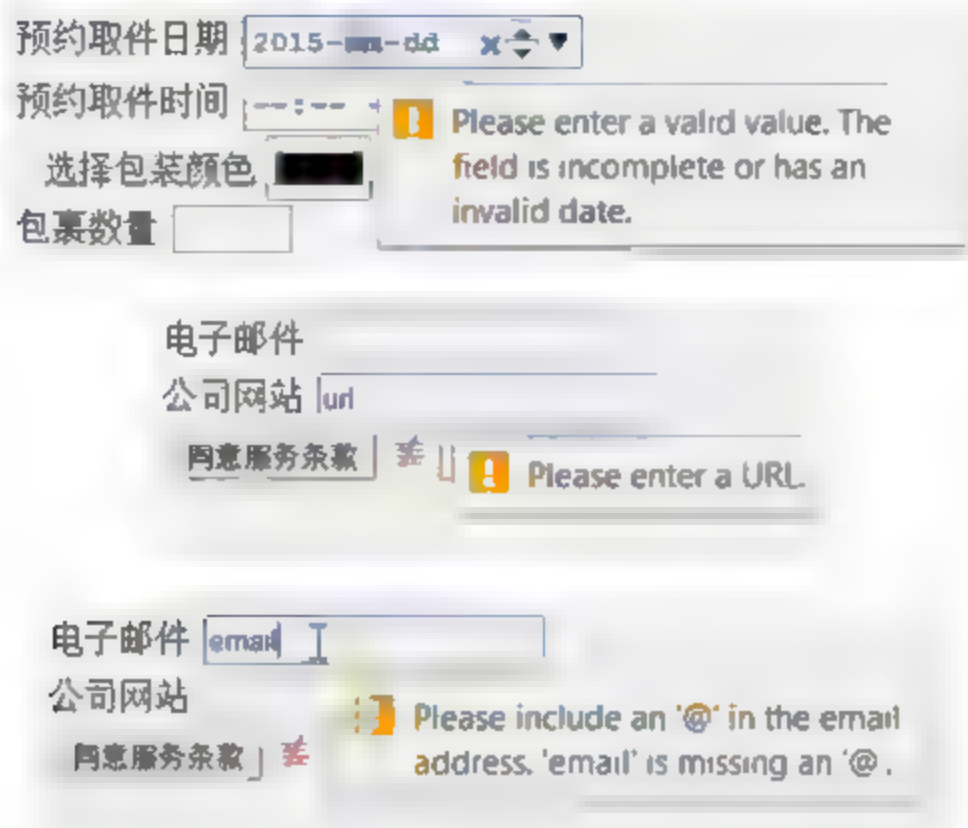 预约取件日期 2015-mm-dd
预约取件时间 --:--
Please enter a valid value. The
field is incomplete or has an
invalid date.
选择包装颜色
包裹数量
电子邮件
公司网站 url
同意服务条款
Please enter a URL.
电子邮件 email
公司网站
Please include an '@' in the email
address. 'email' is missing an '@'.
同意服务条款